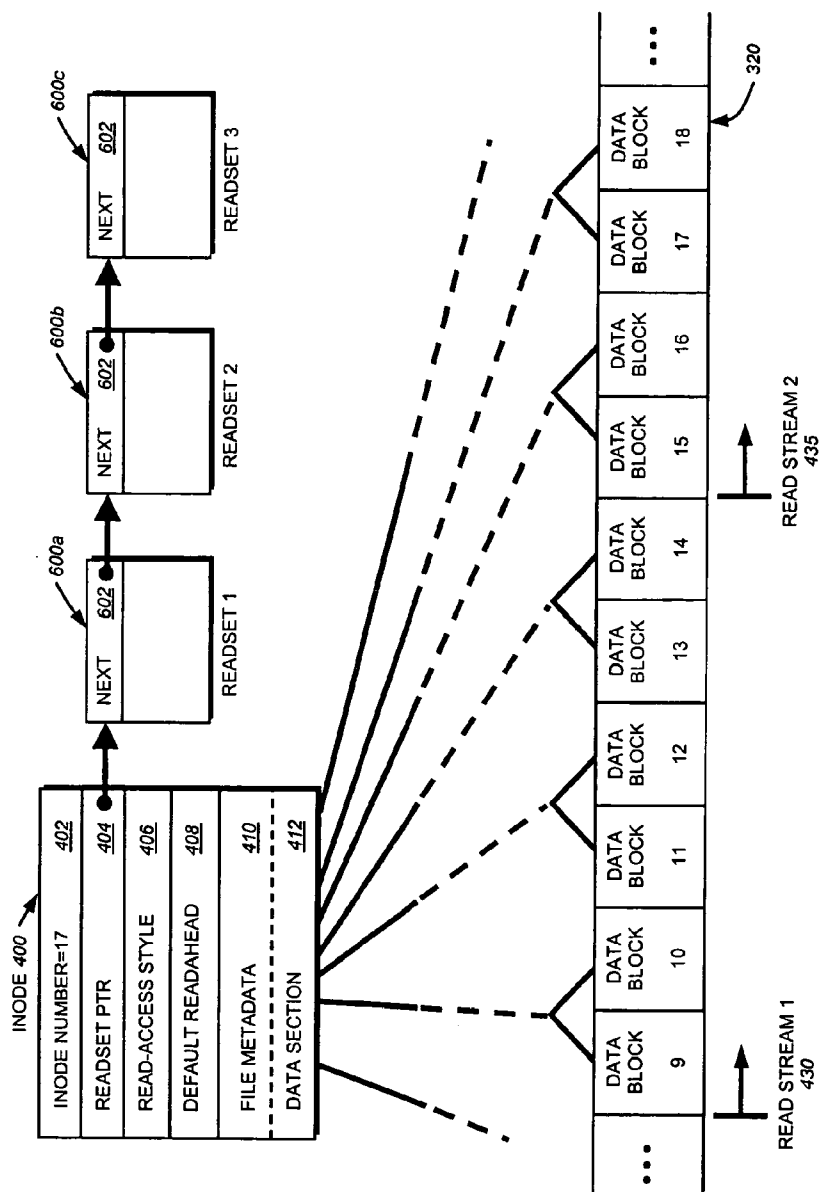 INODE 400
INODE NUMBER=17 402
READSET PTR 404
READ-ACCESS STYLE 406
DEFAULT READAHEAD 408
FILE METADATA 410
DATA SECTION 412
600a
NEXT 602
READSET 1
600b
NEXT 602
READSET 2
600c
NEXT 602
READSET 3
...
DATA
BLOCK
9
DATA
BLOCK
10
DATA
BLOCK
11
DATA
BLOCK
12
DATA
BLOCK
13
DATA
BLOCK
14
DATA
BLOCK
15
DATA
BLOCK
16
DATA
BLOCK
17
DATA
BLOCK
18
...
320
READ STREAM 1
430
READ STREAM 2
435